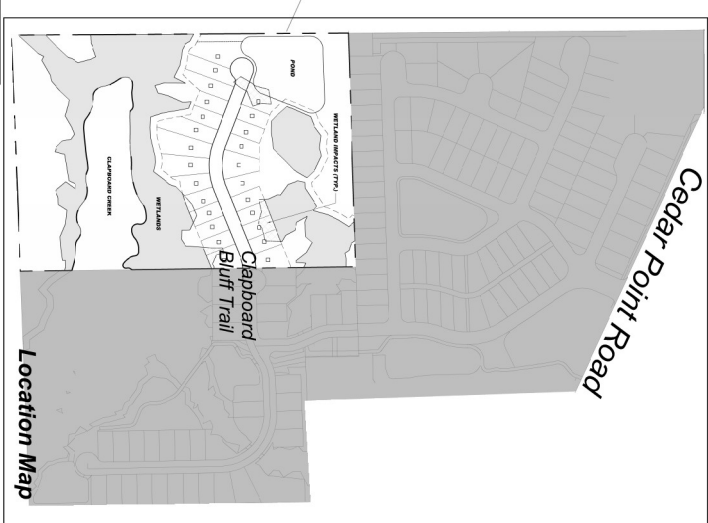 Cedar Point Road
POND
WETLAND IMPACTS (TYP.)
CLAPBOARD CREEK
WETLANDS
Clapboard
Bluff Trail
Location Map